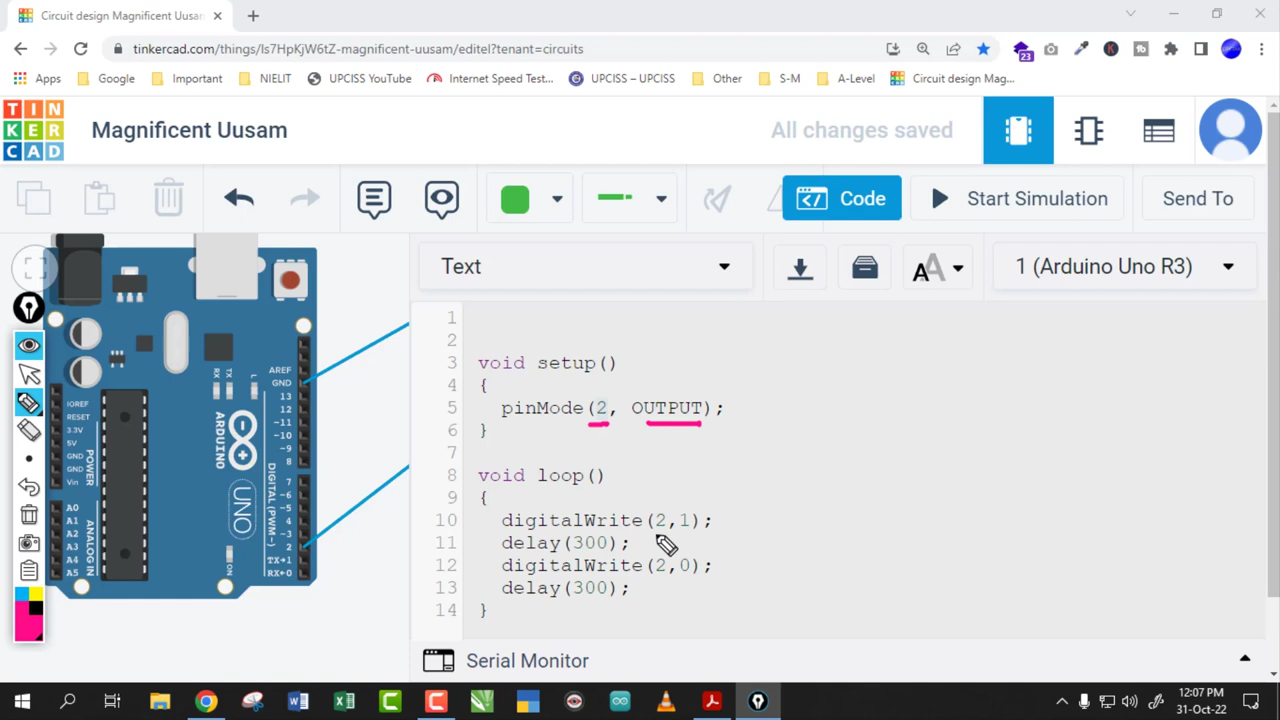 Circuit design Magnificent Uusam
tinkercad.com/things/ls7HpKjW6tZ-magnificent-uusam/editel?tenant=circuits
23
Apps Google Important NIELIT UPCISS YouTube Internet Speed Test... UPCISS – UPCISS Other S-M A-Level Circuit design Mag...
TIN
KER
CAD
Magnificent Uusam
All changes saved
Code
Start Simulation
Send To
Text
1 (Arduino Uno R3)
1
2
3 void setup()
4 {
5 pinMode(2, OUTPUT);
6 }
7
8 void loop()
9 {
10 digitalWrite(2,1);
11 delay(300);
12 digitalWrite(2,0);
13 delay(300);
14 }
AREF
GND
13
12
~11
~10
~9
8
7
~6
~5
4
~3
2
TX→1
RX←0
DIGITAL (PWM~)
RX
TX
L
ARDUINO
UNO
ON
IOREF
RESET
3.3V
5V
GND
GND
Vin
POWER
A0
A1
A2
A3
A4
A5
ANALOG IN
Serial Monitor
12:07 PM
31-Oct-22